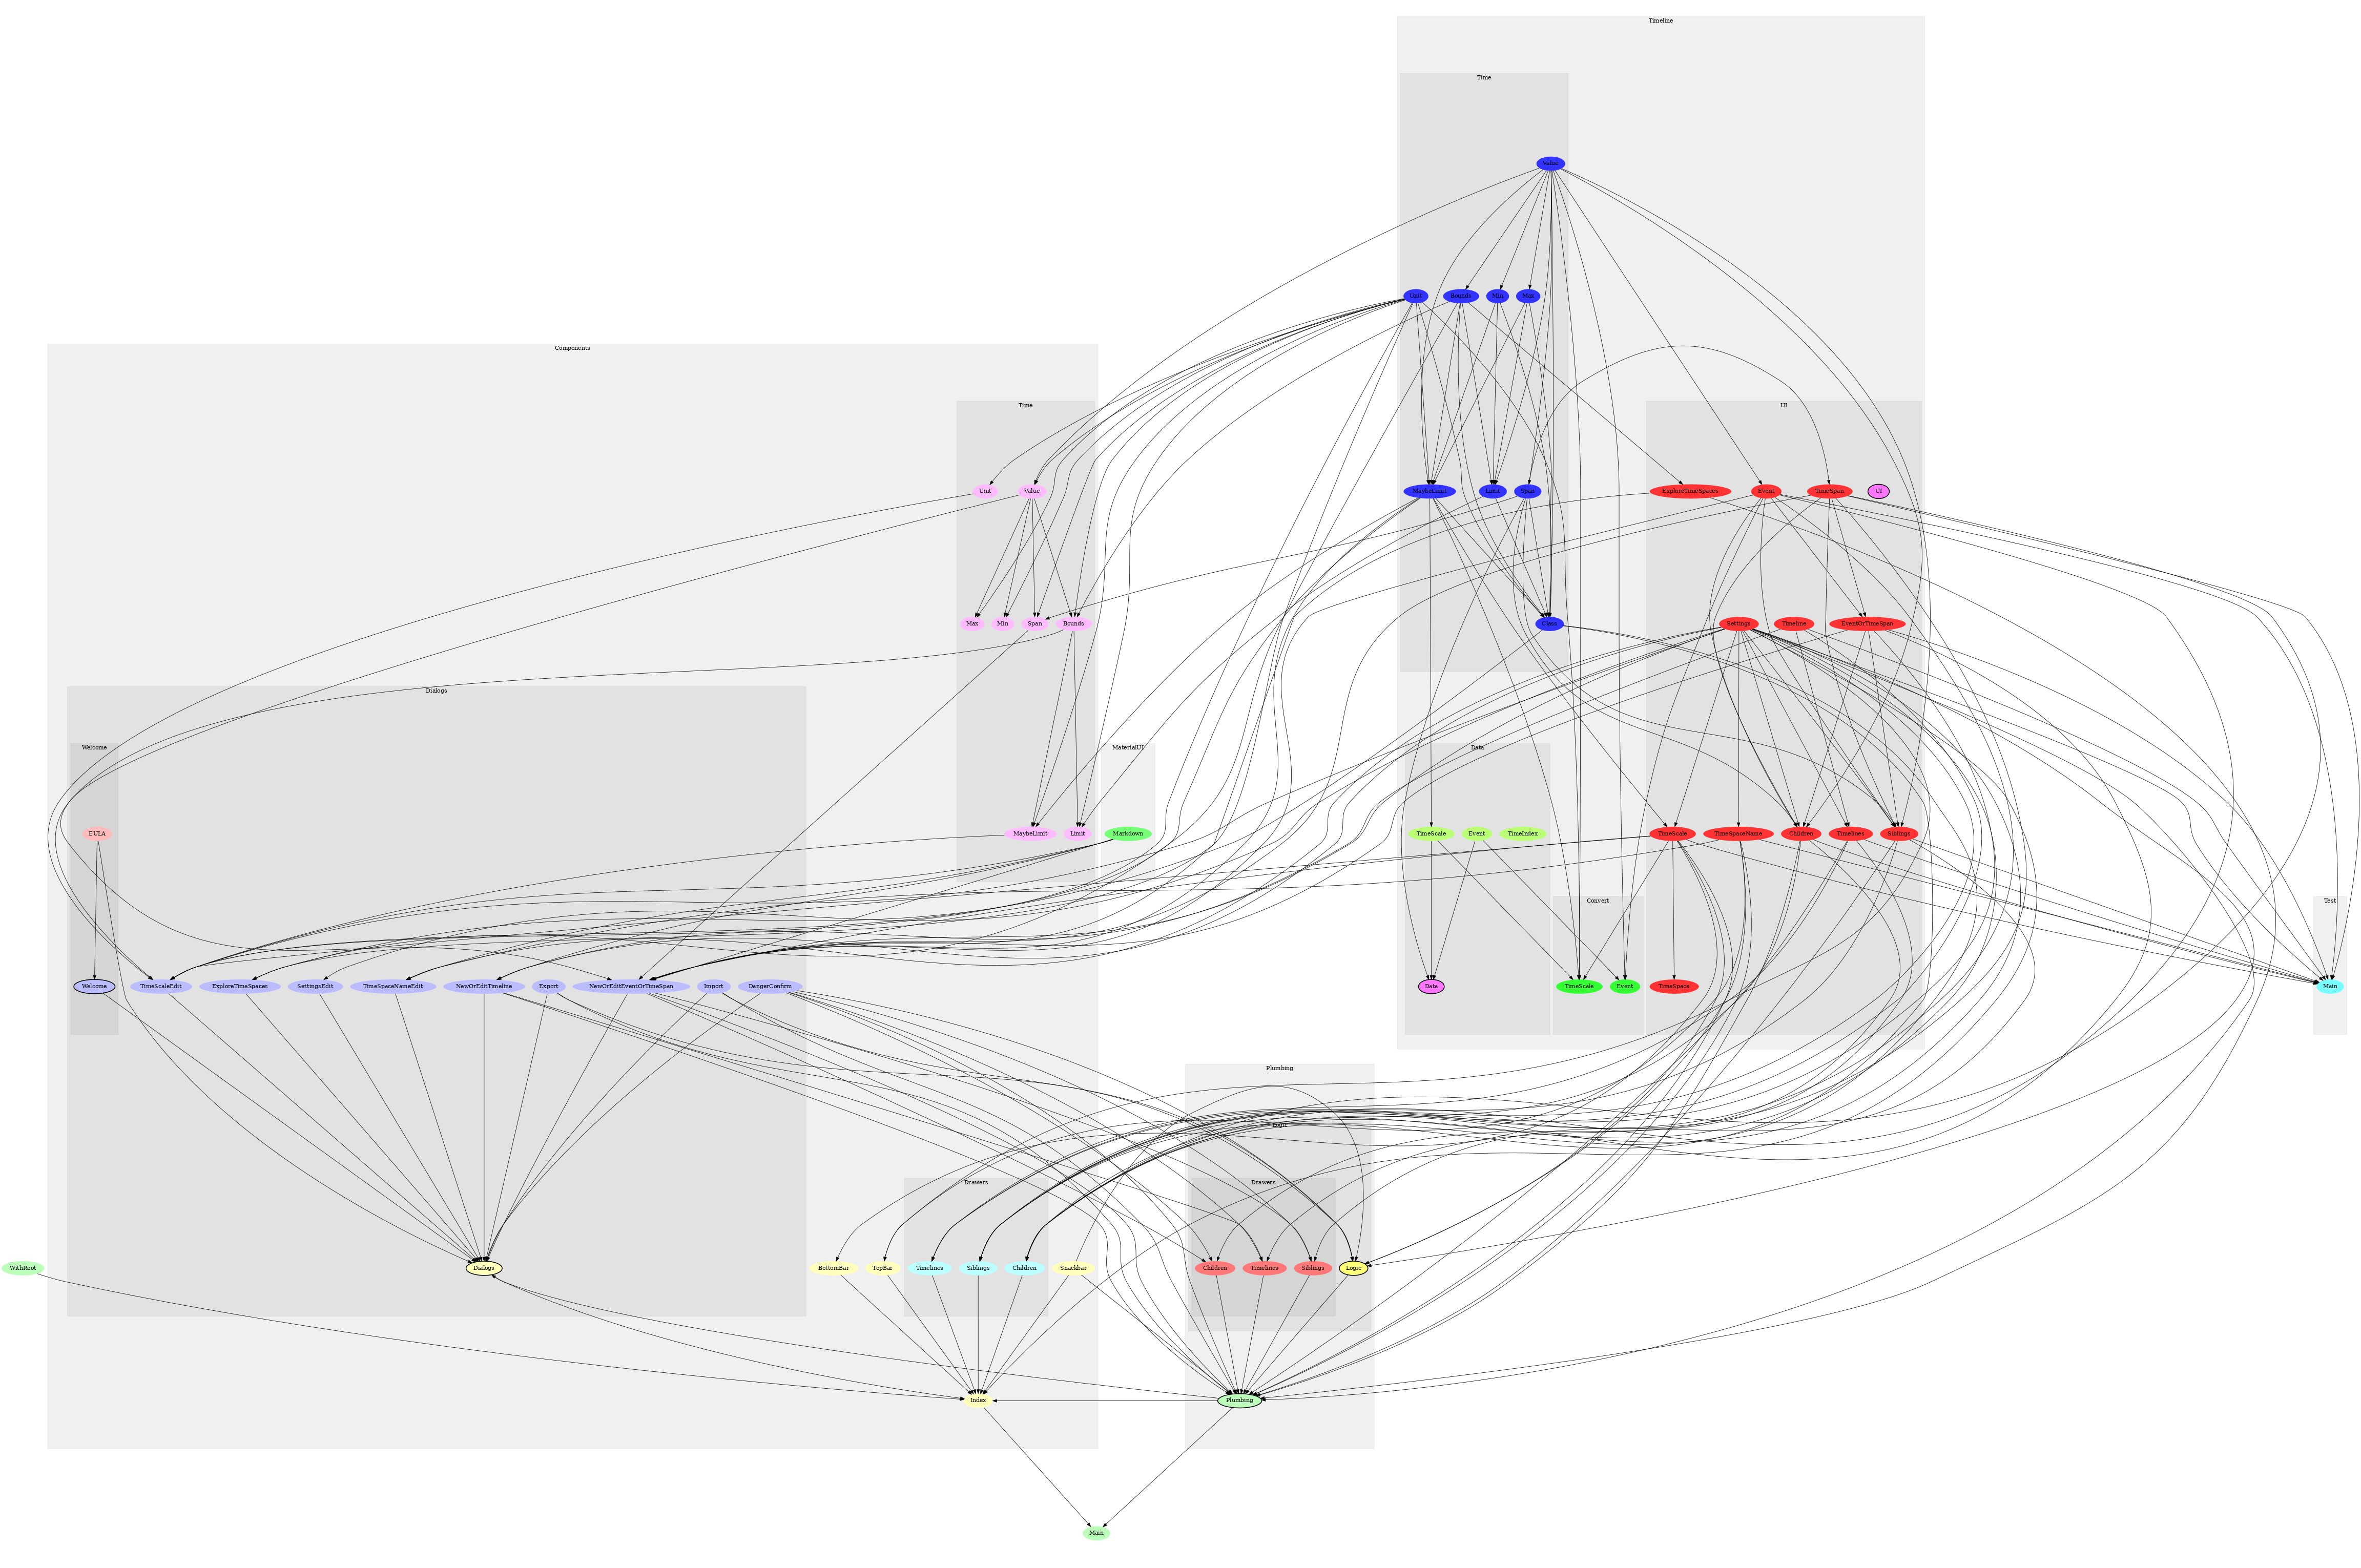 Timeline
Time
Value
Unit
Bounds
Min
Max
Components
Time
UI
Unit
Value
MaybeLimit
Limit
Span
ExploreTimeSpaces
Event
TimeSpan
UI
Max
Min
Span
Bounds
Class
Settings
Timeline
EventOrTimeSpan
Dialogs
Welcome
MaterialUI
Data
EULA
MaybeLimit
Limit
Markdown
TimeScale
Event
TimeIndex
TimeScale
TimeSpaceName
Children
Timelines
Siblings
Convert
Test
Welcome
TimeScaleEdit
ExploreTimeSpaces
SettingsEdit
TimeSpaceNameEdit
NewOrEditTimeline
Export
NewOrEditEventOrTimeSpan
Import
DangerConfirm
Data
TimeScale
Event
TimeSpace
Main
Plumbing
Logic
Drawers
Drawers
WithRoot
Dialogs
BottomBar
TopBar
Timelines
Siblings
Children
Snackbar
Children
Timelines
Siblings
Logic
Index
Plumbing
Main